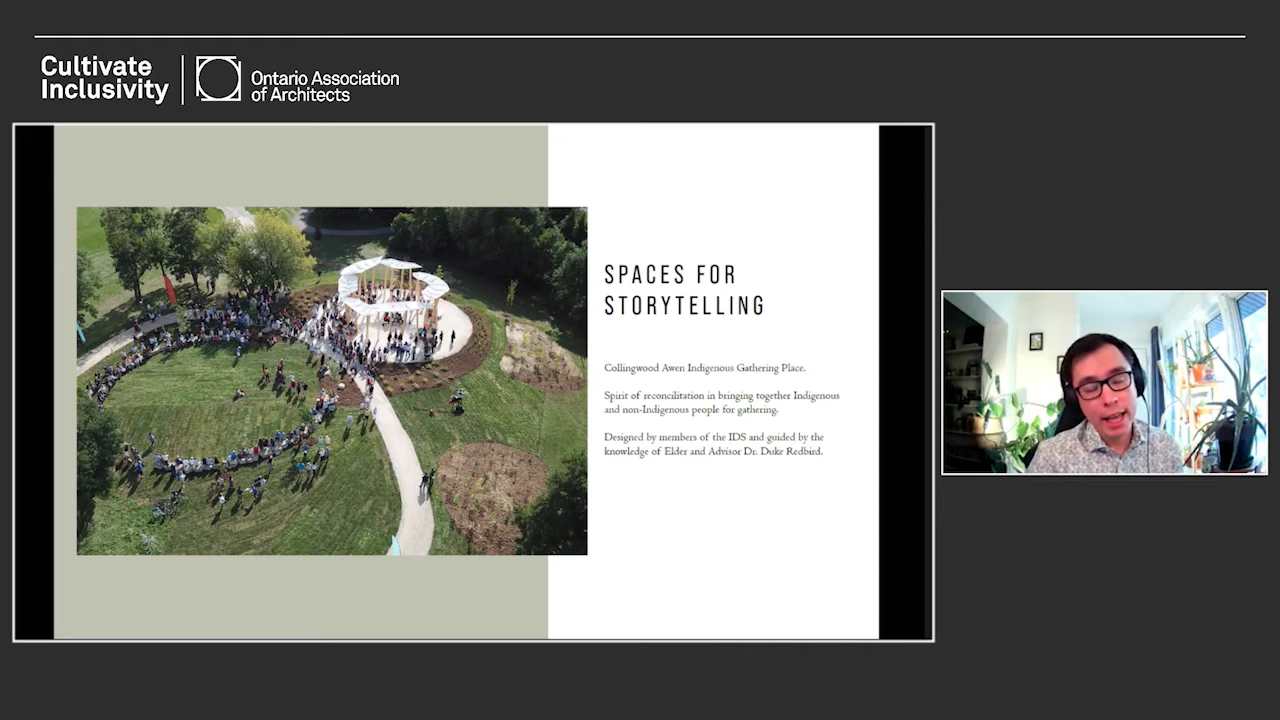 Cultivate
Inclusivity
Ontario Association
of Architects
SPACES FOR
STORYTELLING
Collingwood Awen Indigenous Gathering Place.
Spirit of reconciliation in bringing together Indigenous
and non-Indigenous people for gathering.
Designed by members of the IDS and guided by the
knowledge of Elder and Advisor Dr. Duke Redbird.